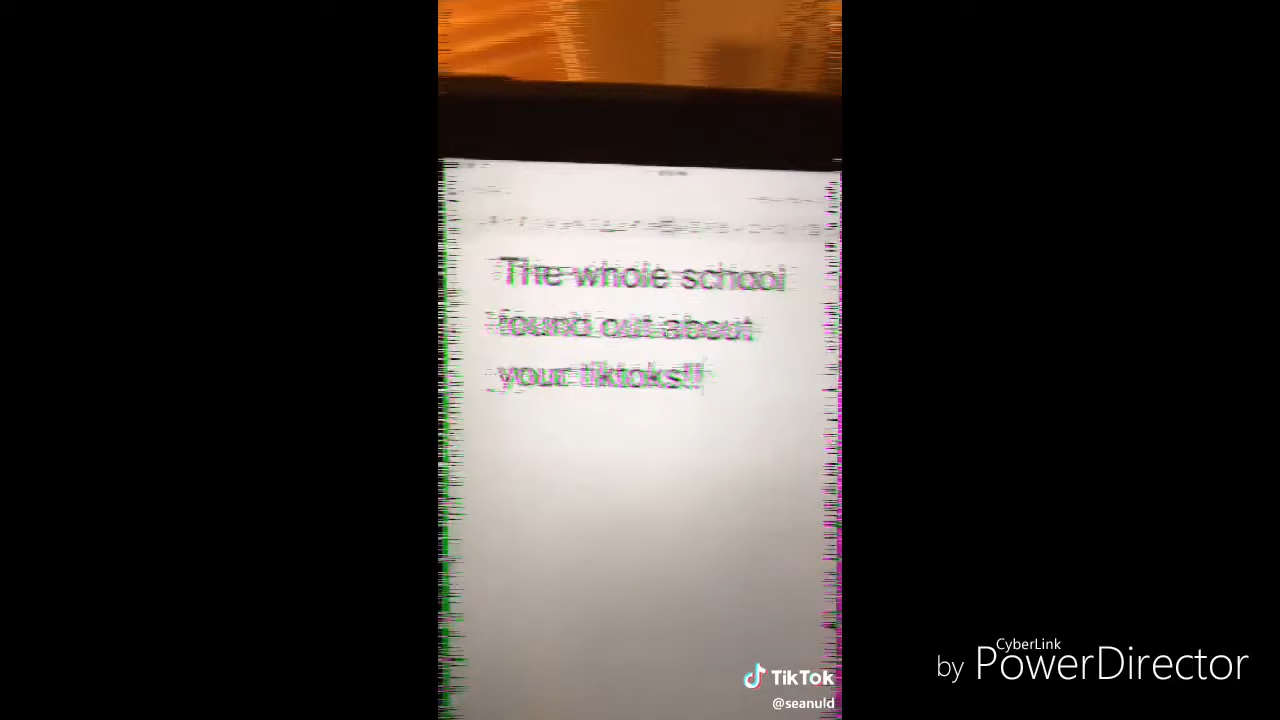 The whole school
found out about
your tiktoks!!
TikTok
@seanuld
CyberLink
by PowerDirector